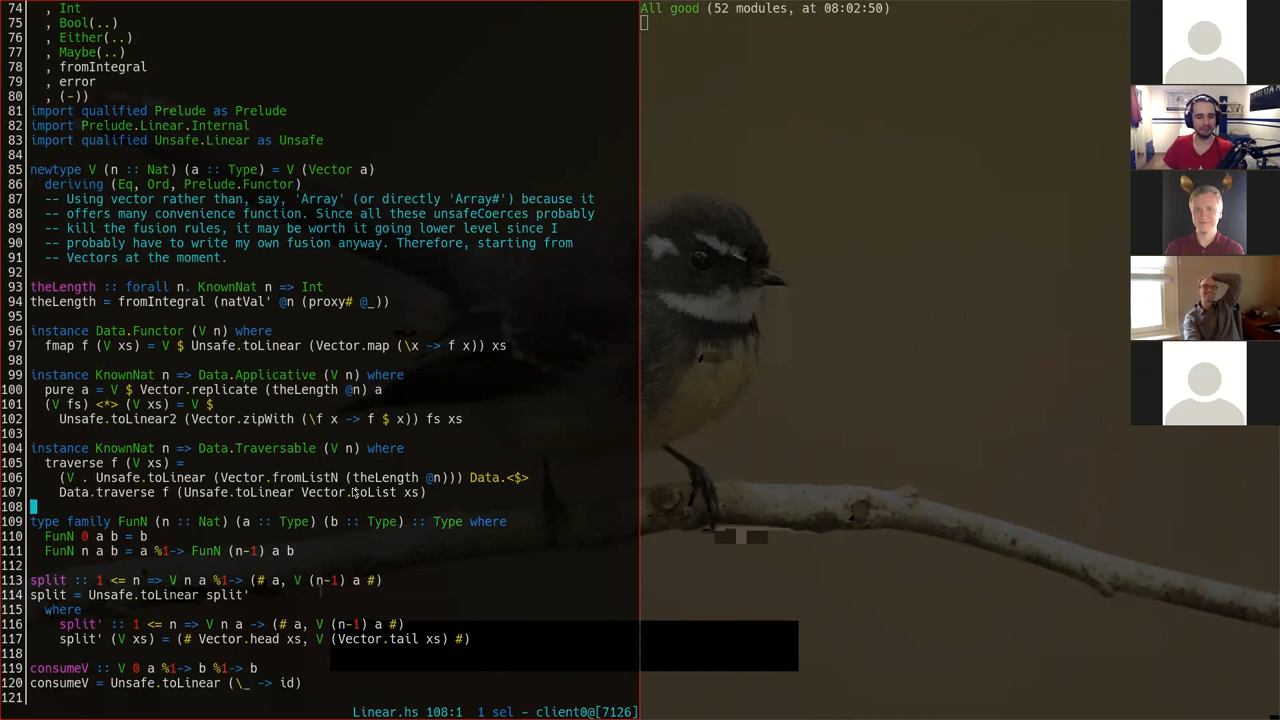 74   , Int
75   , Bool(..)
76   , Either(..)
77   , Maybe(..)
78   , fromIntegral
79   , error
80   , (-))
81 import qualified Prelude as Prelude
82 import Prelude.Linear.Internal
83 import qualified Unsafe.Linear as Unsafe
84
85 newtype V (n :: Nat) (a :: Type) = V (Vector a)
86   deriving (Eq, Ord, Prelude.Functor)
87   -- Using vector rather than, say, 'Array' (or directly 'Array#') because it
88   -- offers many convenience function. Since all these unsafeCoerces probably
89   -- kill the fusion rules, it may be worth it going lower level since I
90   -- probably have to write my own fusion anyway. Therefore, starting from
91   -- Vectors at the moment.
92
93 theLength :: forall n. KnownNat n => Int
94 theLength = fromIntegral (natVal' @n (proxy# @_))
95
96 instance Data.Functor (V n) where
97   fmap f (V xs) = V $ Unsafe.toLinear (Vector.map (\x -> f x)) xs
98
99 instance KnownNat n => Data.Applicative (V n) where
100   pure a = V $ Vector.replicate (theLength @n) a
101   (V fs) <*> (V xs) = V $
102     Unsafe.toLinear2 (Vector.zipWith (\f x -> f $ x)) fs xs
103
104 instance KnownNat n => Data.Traversable (V n) where
105   traverse f (V xs) =
106     (V . Unsafe.toLinear (Vector.fromListN (theLength @n))) Data.<$>
107     Data.traverse f (Unsafe.toLinear Vector.toList xs)
108
109 type family FunN (n :: Nat) (a :: Type) (b :: Type) :: Type where
110   FunN 0 a b = b
111   FunN n a b = a %1-> FunN (n-1) a b
112
113 split :: 1 <= n => V n a %1-> (# a, V (n-1) a #)
114 split = Unsafe.toLinear split'
115   where
116     split' :: 1 <= n => V n a -> (# a, V (n-1) a #)
117     split' (V xs) = (# Vector.head xs, V (Vector.tail xs) #)
118
119 consumeV :: V 0 a %1-> b %1-> b
120 consumeV = Unsafe.toLinear (\_ -> id)
121
Linear.hs 108:1  1 sel - client0@[7126]
All good (52 modules, at 08:02:50)